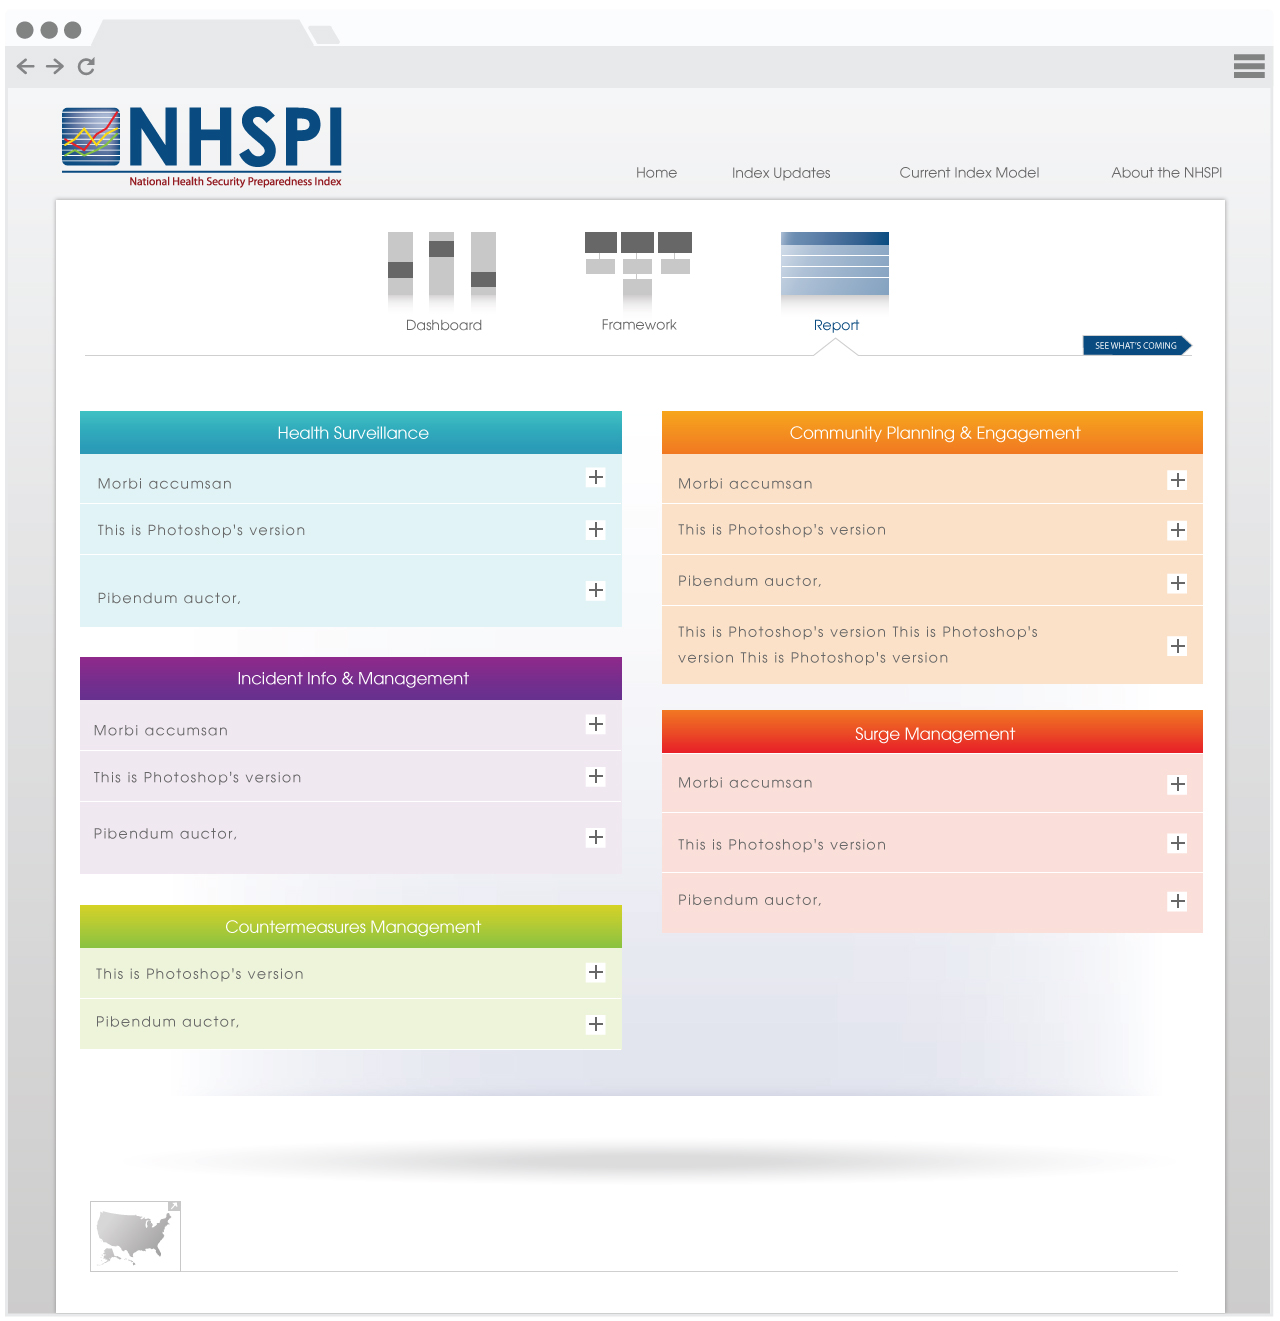 NHSPI
National Health Security Preparedness Index
Home
Index Updates
Current Index Model
About the NHSPI
Dashboard
Framework
Report
SEE WHAT'S COMING
Health Surveillance
Morbi accumsan
This is Photoshop's version
Pibendum auctor,
Incident Info & Management
Morbi accumsan
This is Photoshop's version
Pibendum auctor,
Countermeasures Management
This is Photoshop's version
Pibendum auctor,
Community Planning & Engagement
Morbi accumsan
This is Photoshop's version
Pibendum auctor,
This is Photoshop's version This is Photoshop's
version This is Photoshop's version
Surge Management
Morbi accumsan
This is Photoshop's version
Pibendum auctor,